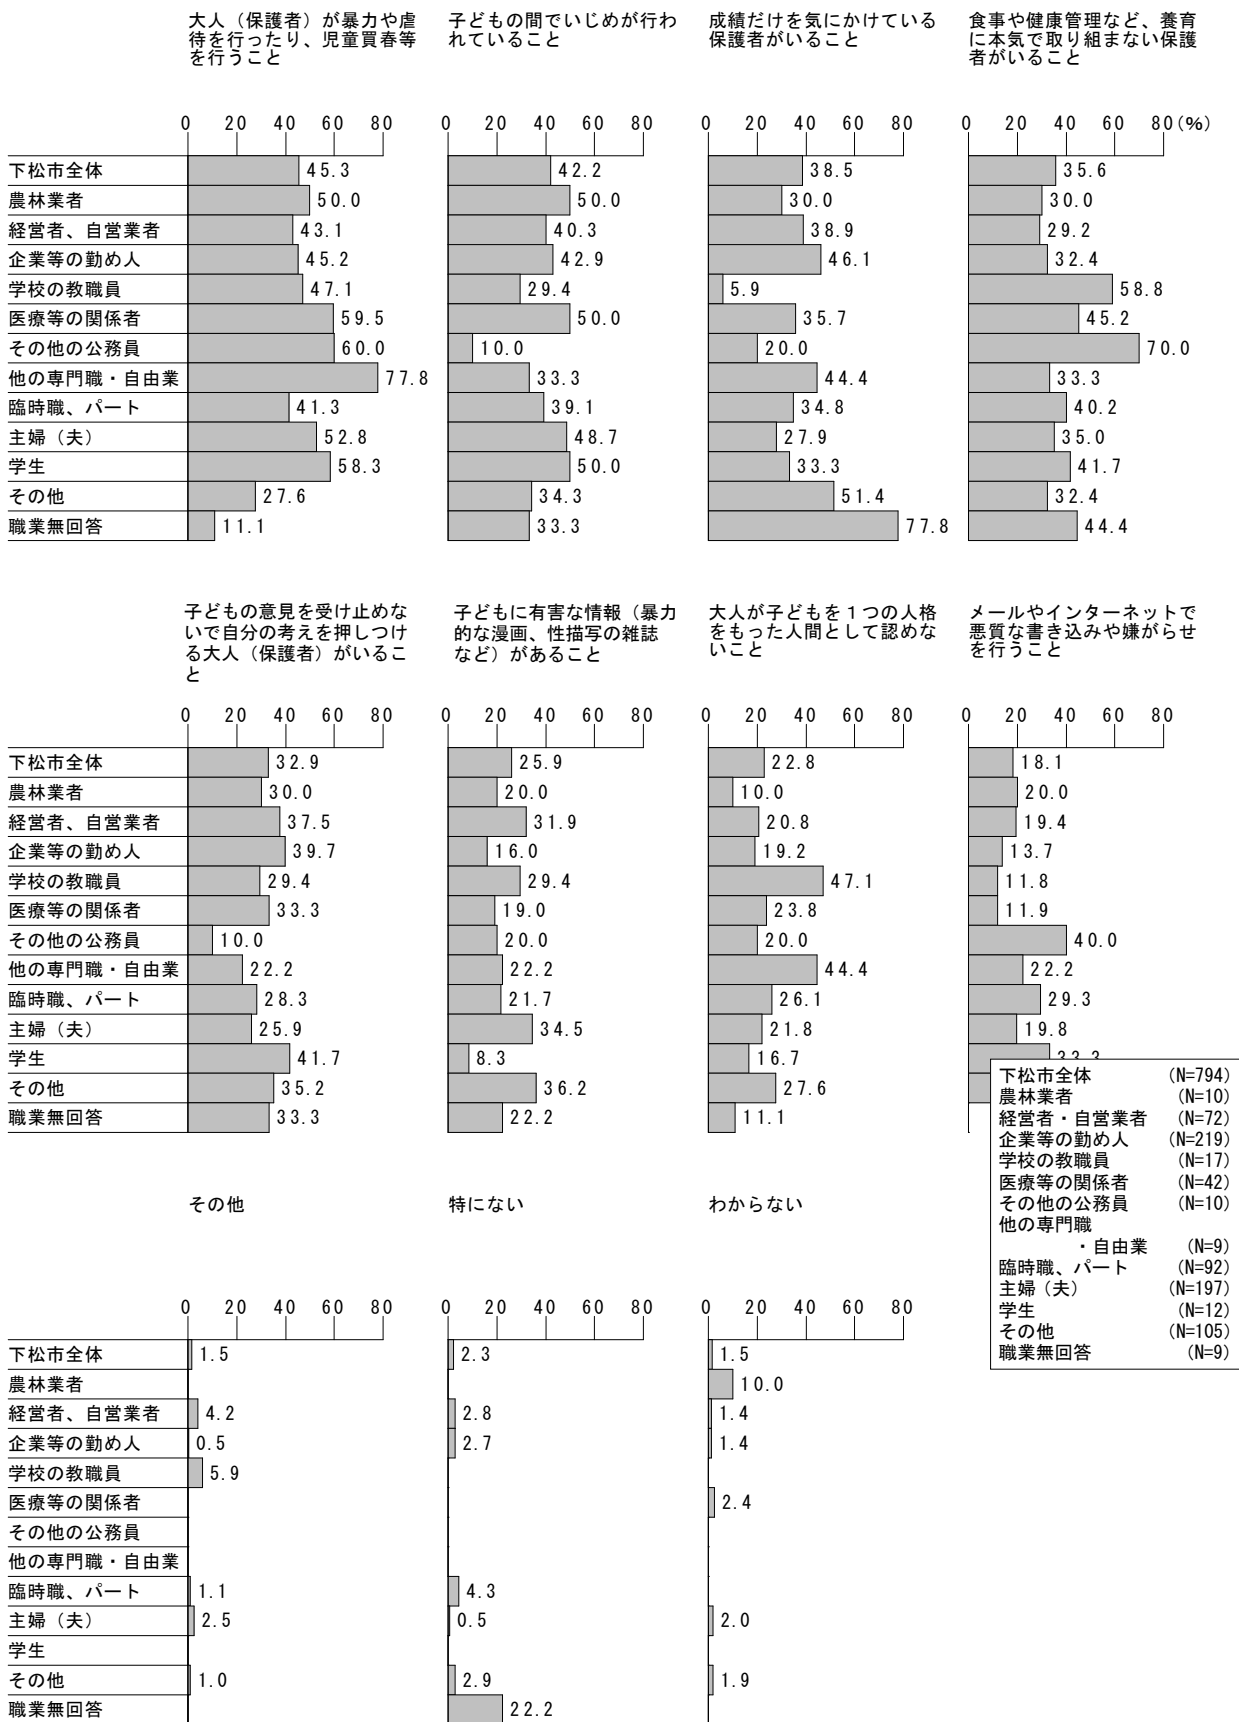 大人（保護者）が暴力や虐
待を行ったり、児童買春等
を行うこと
子どもの間でいじめが行わ
れていること
成績だけを気にかけている
保護者がいること
食事や健康管理など、養育
に本気で取り組まない保護
者がいること
0 20 40 60 80 0 20 40 60 80 0 20 40 60 80 0 20 40 60 80(%)
下松市全体 45.3 42.2 38.5 35.6
農林業者 50.0 50.0 30.0 30.0
経営者、自営業者 43.1 40.3 38.9 29.2
企業等の勤め人 45.2 42.9 46.1 32.4
学校の教職員 47.1 29.4 5.9 58.8
医療等の関係者 59.5 50.0 35.7 45.2
その他の公務員 60.0 10.0 20.0 70.0
他の専門職・自由業 77.8 33.3 44.4 33.3
臨時職、パート 41.3 39.1 34.8 40.2
主婦（夫） 52.8 48.7 27.9 35.0
学生 58.3 50.0 33.3 41.7
その他 27.6 34.3 51.4 32.4
職業無回答 11.1 33.3 77.8 44.4
子どもの意見を受け止めな
いで自分の考えを押しつけ
る大人（保護者）がいるこ
と
子どもに有害な情報（暴力
的な漫画、性描写の雑誌
など）があること
大人が子どもを１つの人格
をもった人間として認めな
いこと
メールやインターネットで
悪質な書き込みや嫌がらせ
を行うこと
0 20 40 60 80 0 20 40 60 80 0 20 40 60 80 0 20 40 60 80
下松市全体 32.9 25.9 22.8 18.1
農林業者 30.0 20.0 10.0 20.0
経営者、自営業者 37.5 31.9 20.8 19.4
企業等の勤め人 39.7 16.0 19.2 13.7
学校の教職員 29.4 29.4 47.1 11.8
医療等の関係者 33.3 19.0 23.8 11.9
その他の公務員 10.0 20.0 20.0 40.0
他の専門職・自由業 22.2 22.2 44.4 22.2
臨時職、パート 28.3 21.7 26.1 29.3
主婦（夫） 25.9 34.5 21.8 19.8
学生 41.7 8.3 16.7 33.3
その他 35.2 36.2 27.6
職業無回答 33.3 22.2 11.1
下松市全体 (N=794)
農林業者 (N=10)
経営者・自営業者 (N=72)
企業等の勤め人 (N=219)
学校の教職員 (N=17)
医療等の関係者 (N=42)
その他の公務員 (N=10)
他の専門職
・自由業 (N=9)
臨時職、パート (N=92)
主婦（夫） (N=197)
学生 (N=12)
その他 (N=105)
職業無回答 (N=9)
その他 特にない わからない
0 20 40 60 80 0 20 40 60 80 0 20 40 60 80
下松市全体 1.5 2.3 1.5
農林業者 10.0
経営者、自営業者 4.2 2.8 1.4
企業等の勤め人 0.5 2.7 1.4
学校の教職員 5.9
医療等の関係者 2.4
その他の公務員
他の専門職・自由業
臨時職、パート 1.1 4.3
主婦（夫） 2.5 0.5 2.0
学生
その他 1.0 2.9 1.9
職業無回答 22.2